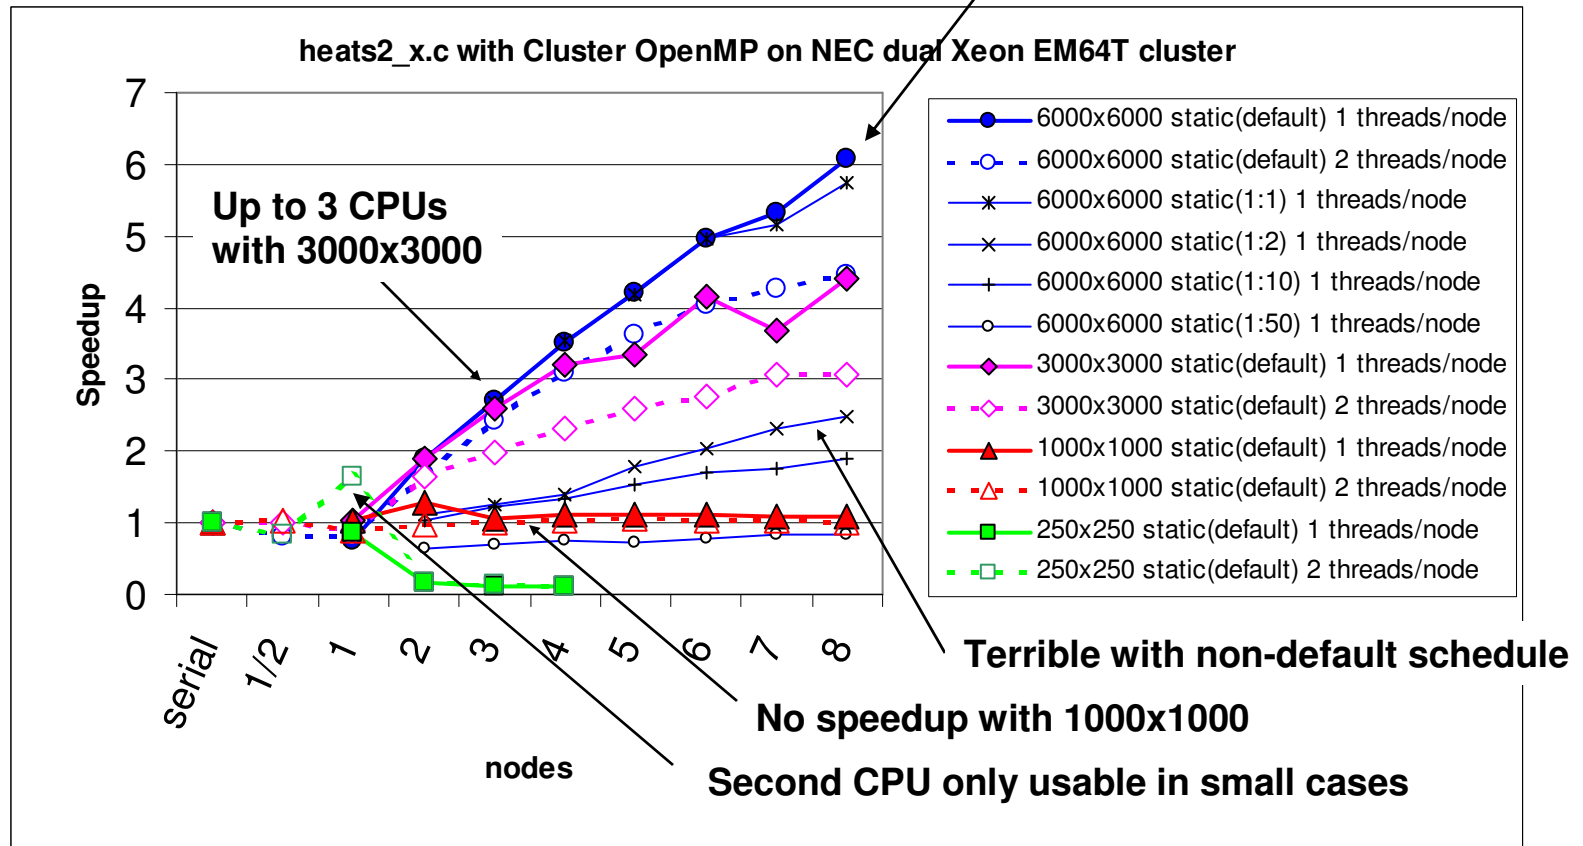 heats2_x.c with Cluster OpenMP on NEC dual Xeon EM64T cluster
7
6
5
4
3
2
1
0
Speedup
serial
1/2
1
2
3
4
5
6
7
8
nodes
Up to 3 CPUs
with 3000x3000
6000x6000 static(default) 1 threads/node
6000x6000 static(default) 2 threads/node
6000x6000 static(1:1) 1 threads/node
6000x6000 static(1:2) 1 threads/node
6000x6000 static(1:10) 1 threads/node
6000x6000 static(1:50) 1 threads/node
3000x3000 static(default) 1 threads/node
3000x3000 static(default) 2 threads/node
1000x1000 static(default) 1 threads/node
1000x1000 static(default) 2 threads/node
250x250 static(default) 1 threads/node
250x250 static(default) 2 threads/node
Terrible with non-default schedule
No speedup with 1000x1000
Second CPU only usable in small cases